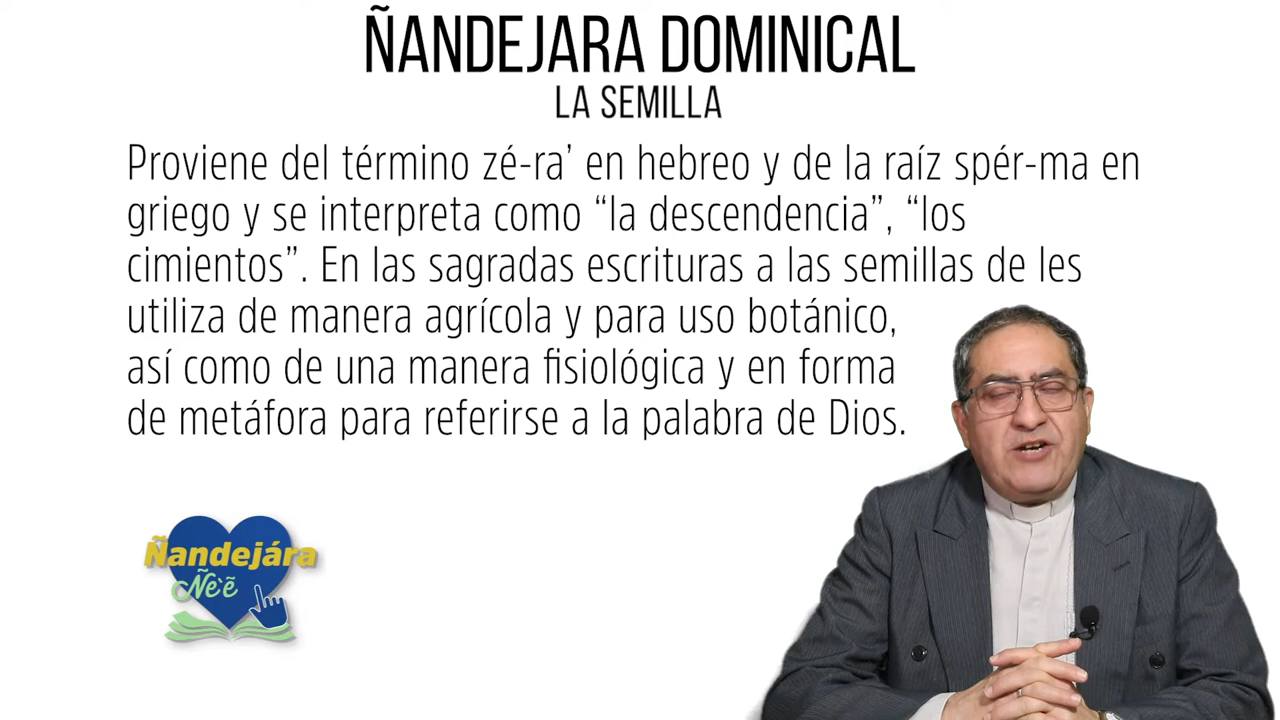 ÑANDEJARA DOMINICAL
LA SEMILLA
Proviene del término zé-ra’ en hebreo y de la raíz spér-ma en
griego y se interpreta como “la descendencia”, “los
cimientos”. En las sagradas escrituras a las semillas de les
utiliza de manera agrícola y para uso botánico,
así como de una manera fisiológica y en forma
de metáfora para referirse a la palabra de Dios.
Ñandejára
Ñe'ẽ